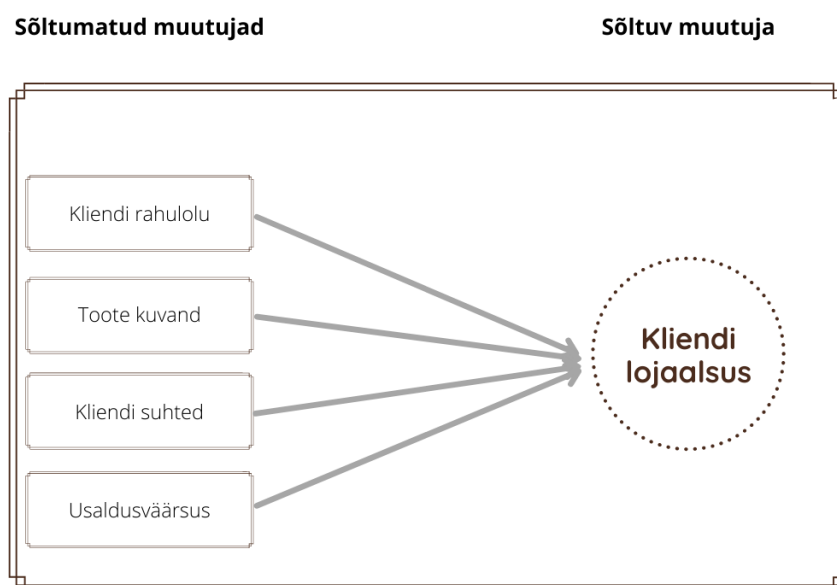 Sõltumatud muutujad
Sõltuv muutuja
Kliendi rahulolu
Toote kuvand
Kliendi suhted
Usaldusväärsus
Kliendi
lojaalsus